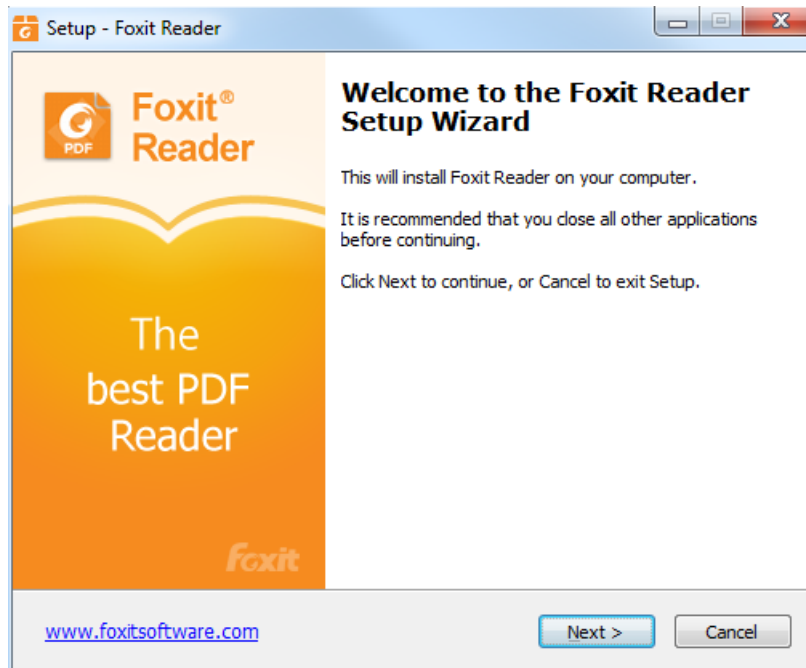 Setup - Foxit Reader
Foxit®
Reader
PDF
The
best PDF
Reader
foxit
Welcome to the Foxit Reader
Setup Wizard
This will install Foxit Reader on your computer.
It is recommended that you close all other applications
before continuing.
Click Next to continue, or Cancel to exit Setup.
www.foxitsoftware.com
Next >
Cancel